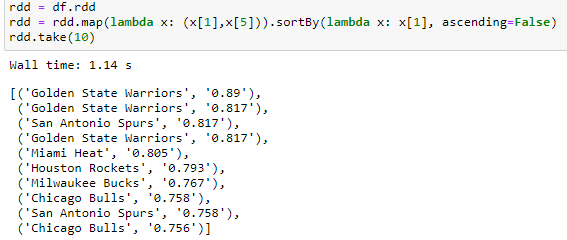 rdd = df.rdd
rdd = rdd.map(lambda x: (x[1],x[5])).sortBy(lambda x: x[1], ascending=False)
rdd.take(10)
Wall time: 1.14 s
[('Golden State Warriors', '0.89'),
('Golden State Warriors', '0.817'),
('San Antonio Spurs', '0.817'),
('Golden State Warriors', '0.817'),
('Miami Heat', '0.805'),
('Houston Rockets', '0.793'),
('Milwaukee Bucks', '0.767'),
('Chicago Bulls', '0.758'),
('San Antonio Spurs', '0.758'),
('Chicago Bulls', '0.756')]